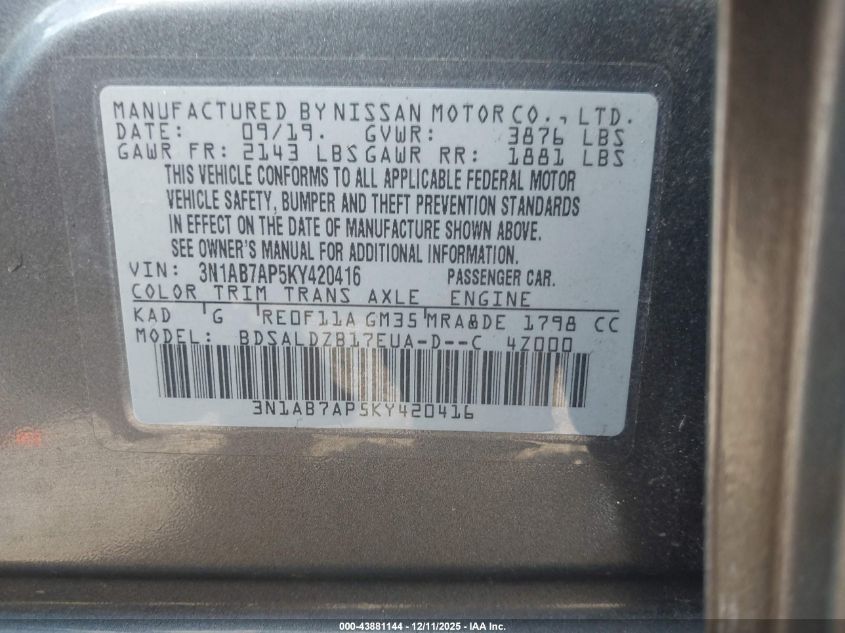 MANUFACTURED BY NISSAN MOTOR CO., LTD.
DATE: 09/19. GVWR: 3876 LBS
GAWR FR: 2143 LBS GAWR RR: 1881 LBS
THIS VEHICLE CONFORMS TO ALL APPLICABLE FEDERAL MOTOR
VEHICLE SAFETY, BUMPER AND THEFT PREVENTION STANDARDS
IN EFFECT ON THE DATE OF MANUFACTURE SHOWN ABOVE.
SEE OWNER'S MANUAL FOR ADDITIONAL INFORMATION.
VIN: 3N1AB7AP5KY420416 PASSENGER CAR.
COLOR TRIM TRANS AXLE ENGINE
KAD G RE0F11A GM35 MRA8DE 1798 CC
MODEL: BDSALDZB17EUA-D--C 4Z000
3N1AB7AP5KY420416
000-43881144 - 12/11/2025 - IAA Inc.